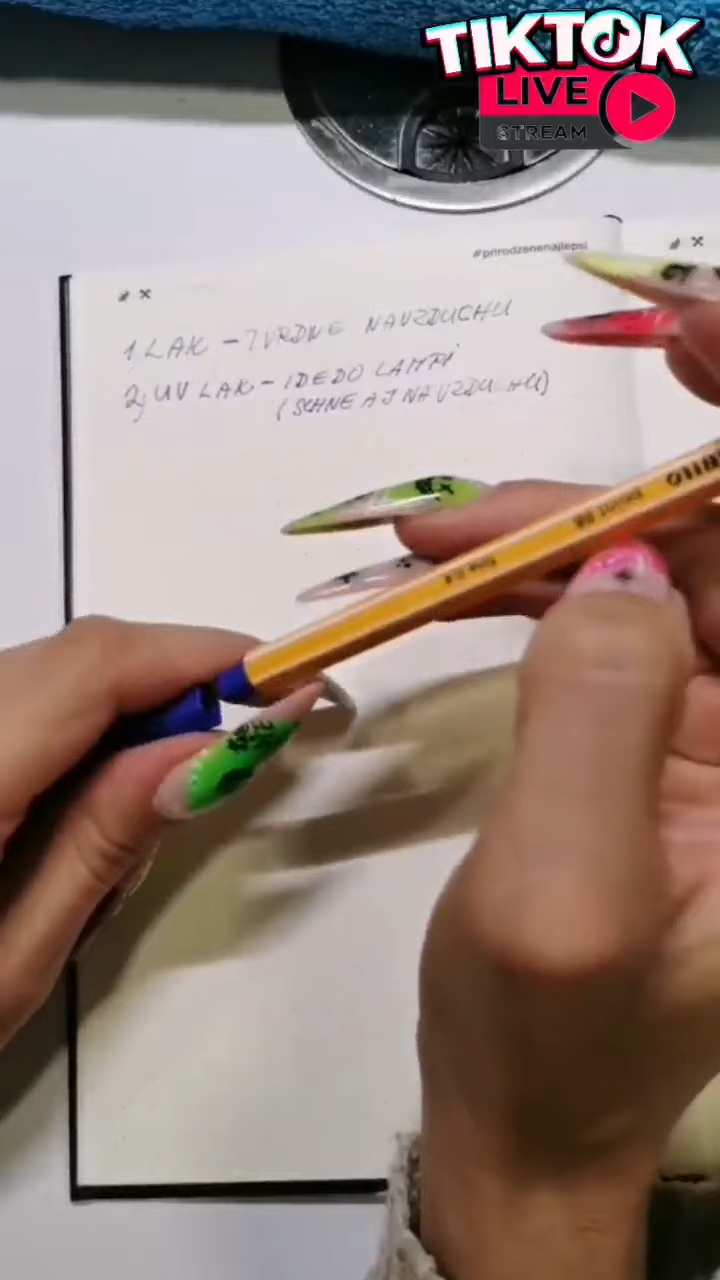 TIKTOK
LIVE
STREAM
#prirodzenenajlepsi
1, LAK - TVRDNE NAVZDUCHU
2, UV LAK - IDE DO LAMPI
(SCHNE AJ NA VZDUCHU)